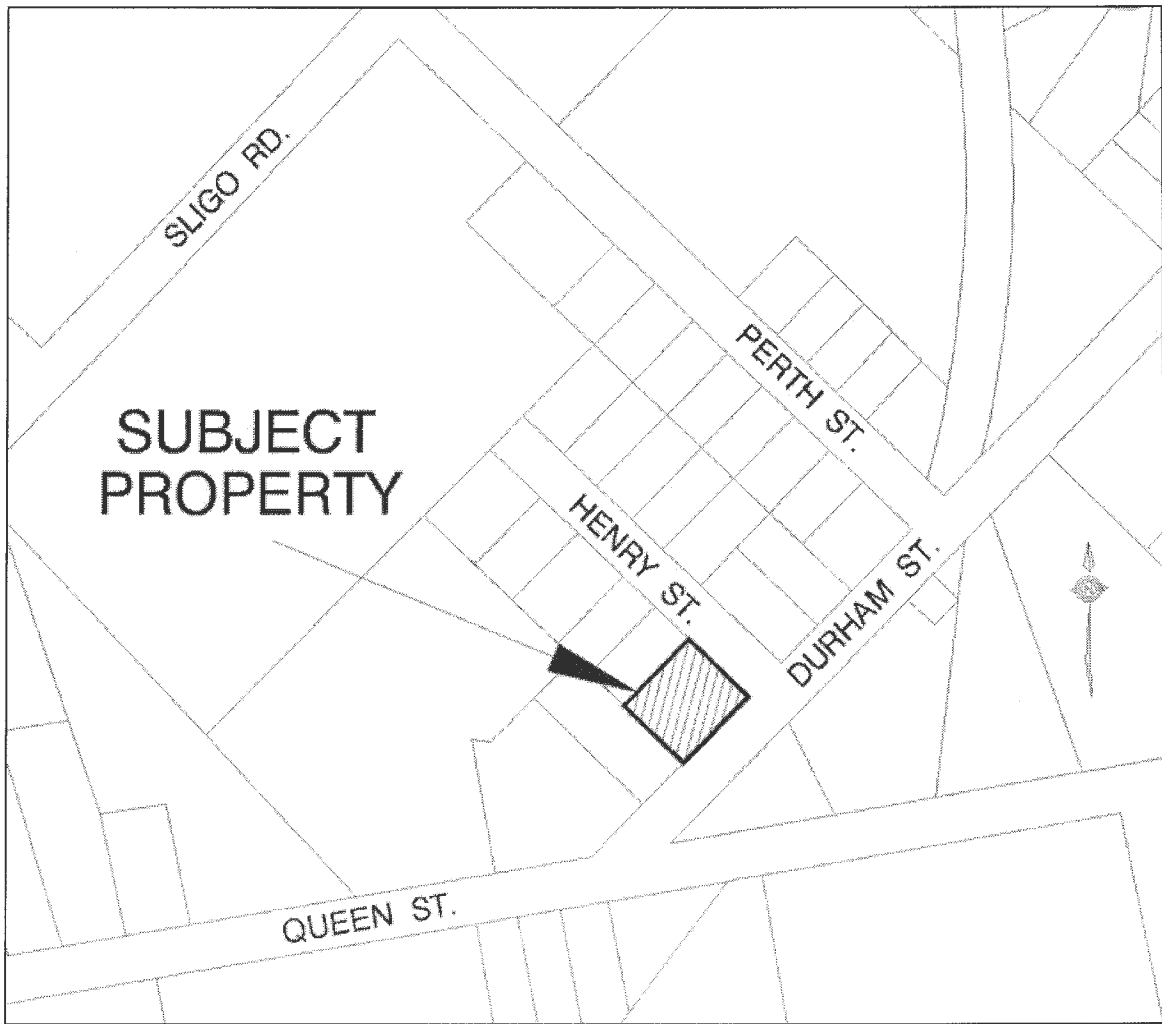 SLIGO RD.
PERTH ST.
SUBJECT
PROPERTY
HENRY ST.
DURHAM ST.
QUEEN ST.